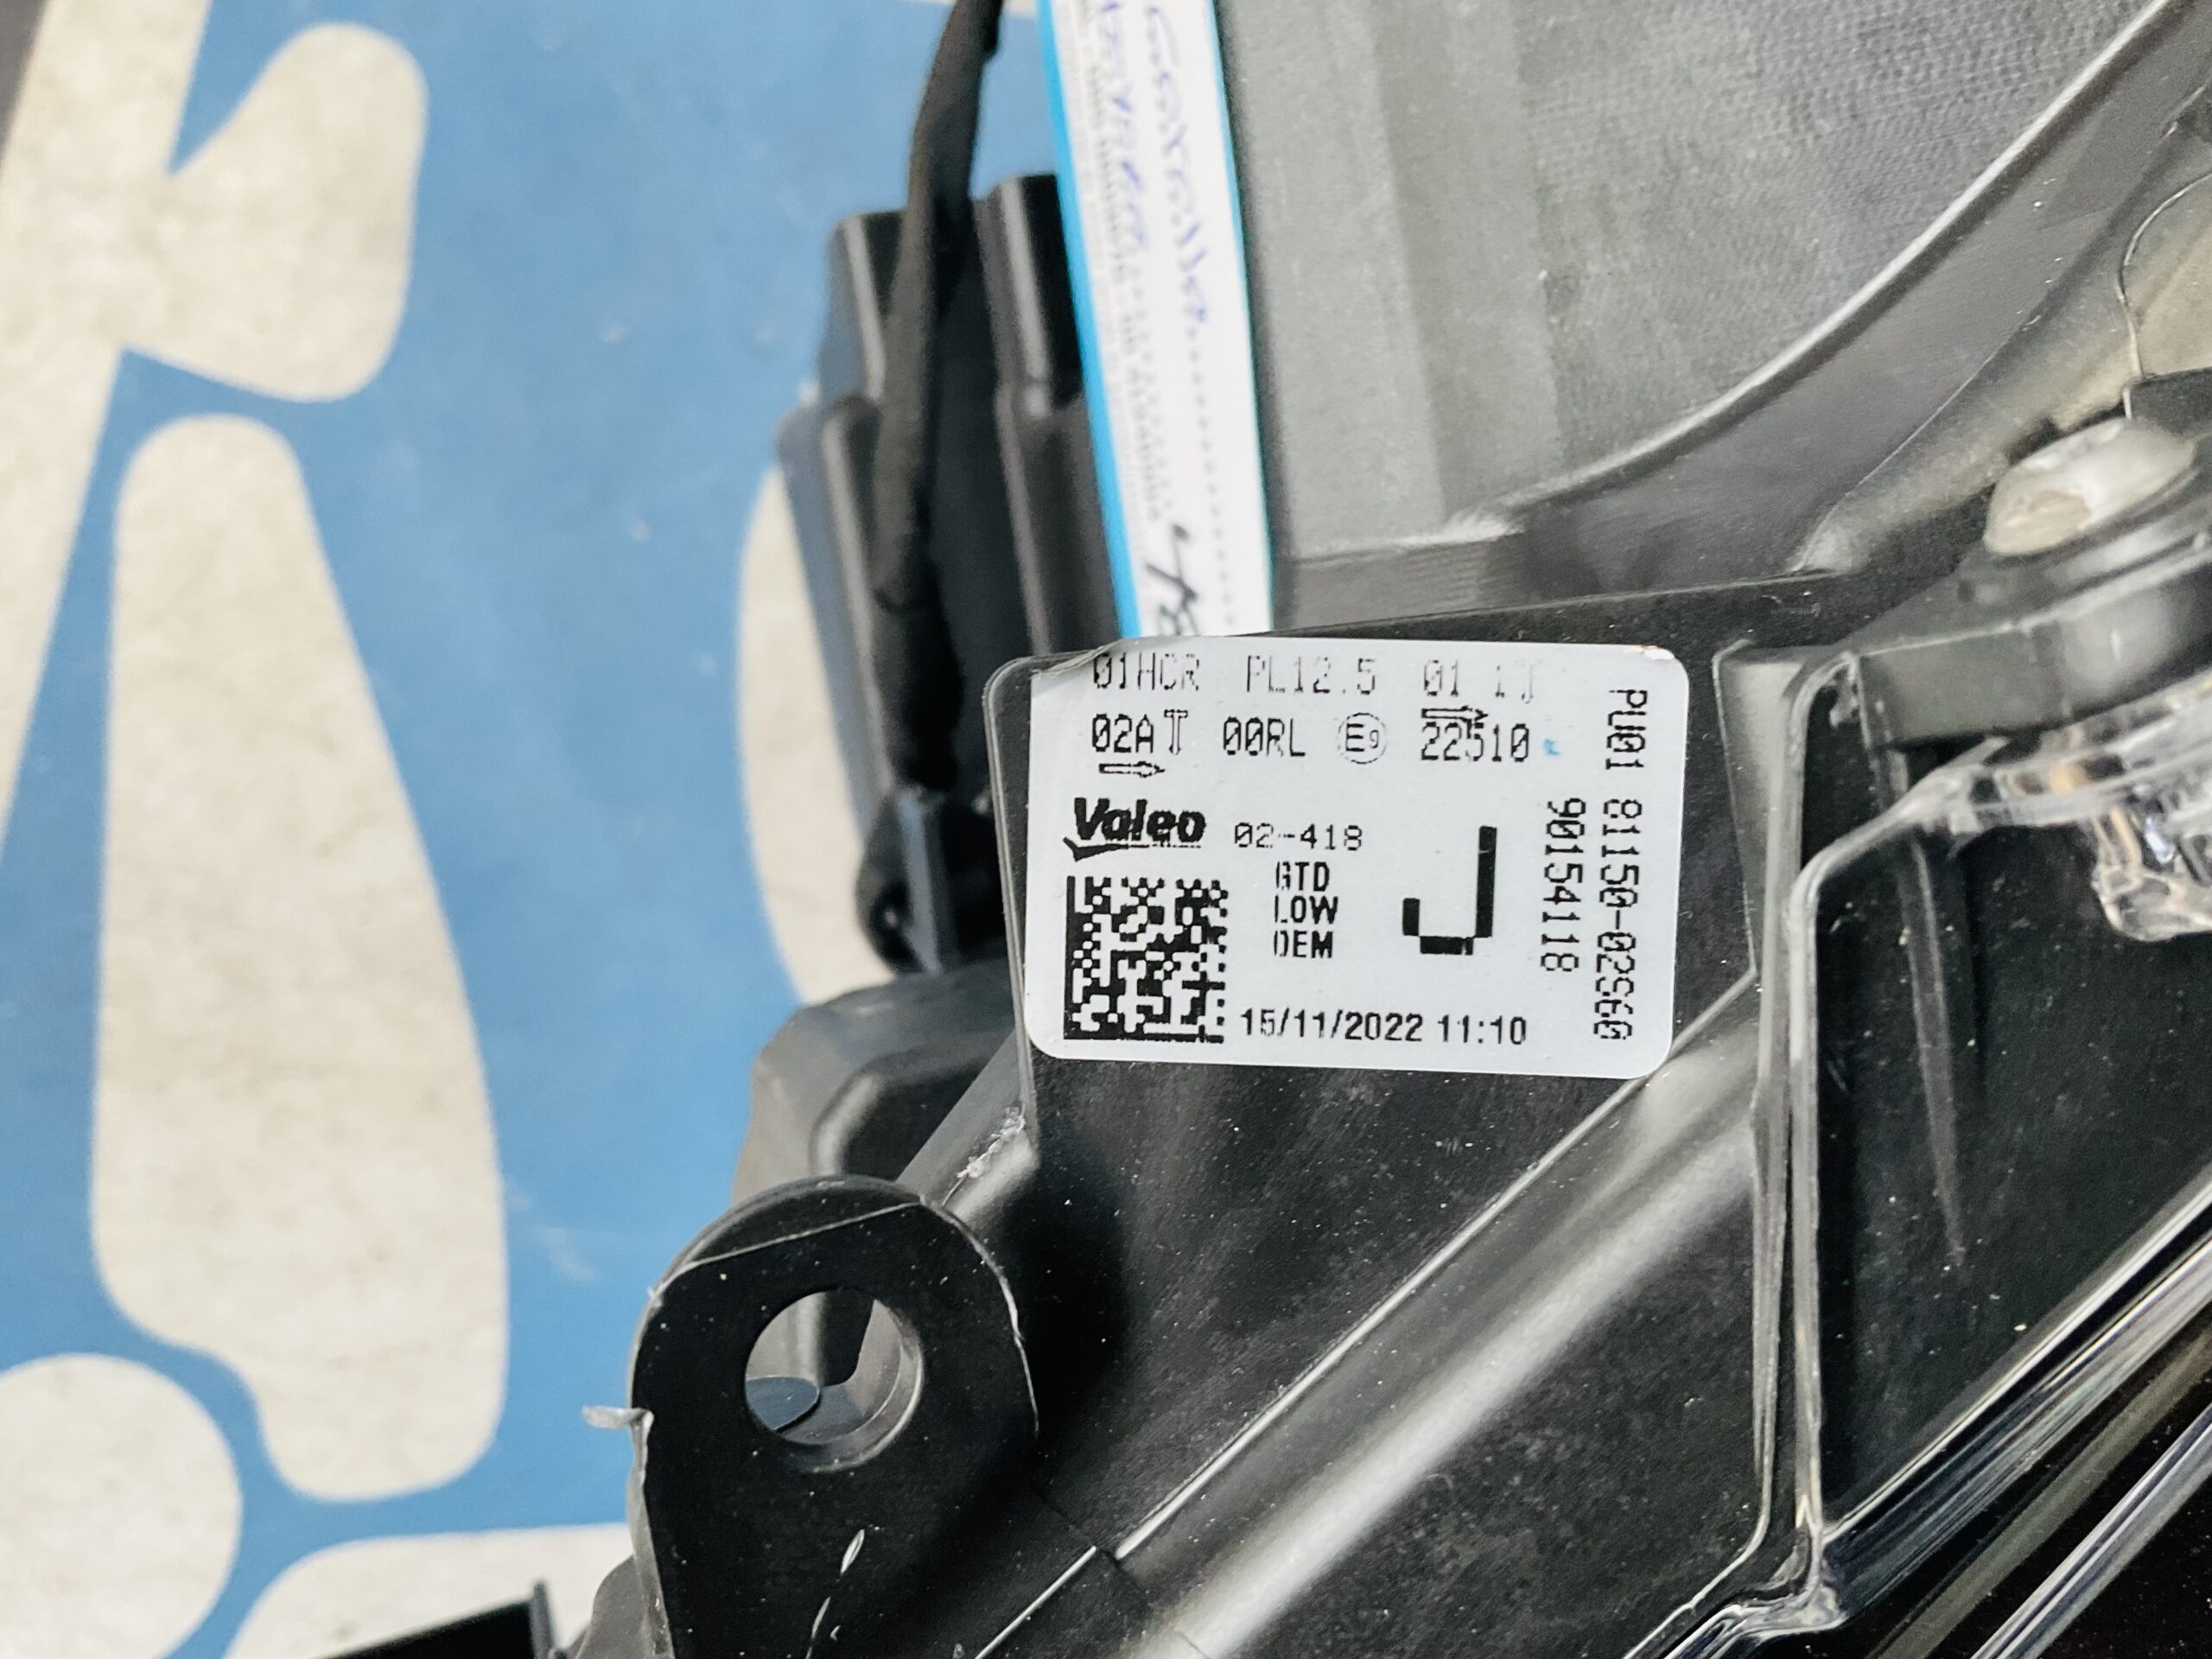 01HCR PL12.5 01 1J
02A 00RL E9 22510
Valeo 02-418
GTD
LOW
OEM
J
15/11/2022 11:10
PU01 81150-02S60
90154118